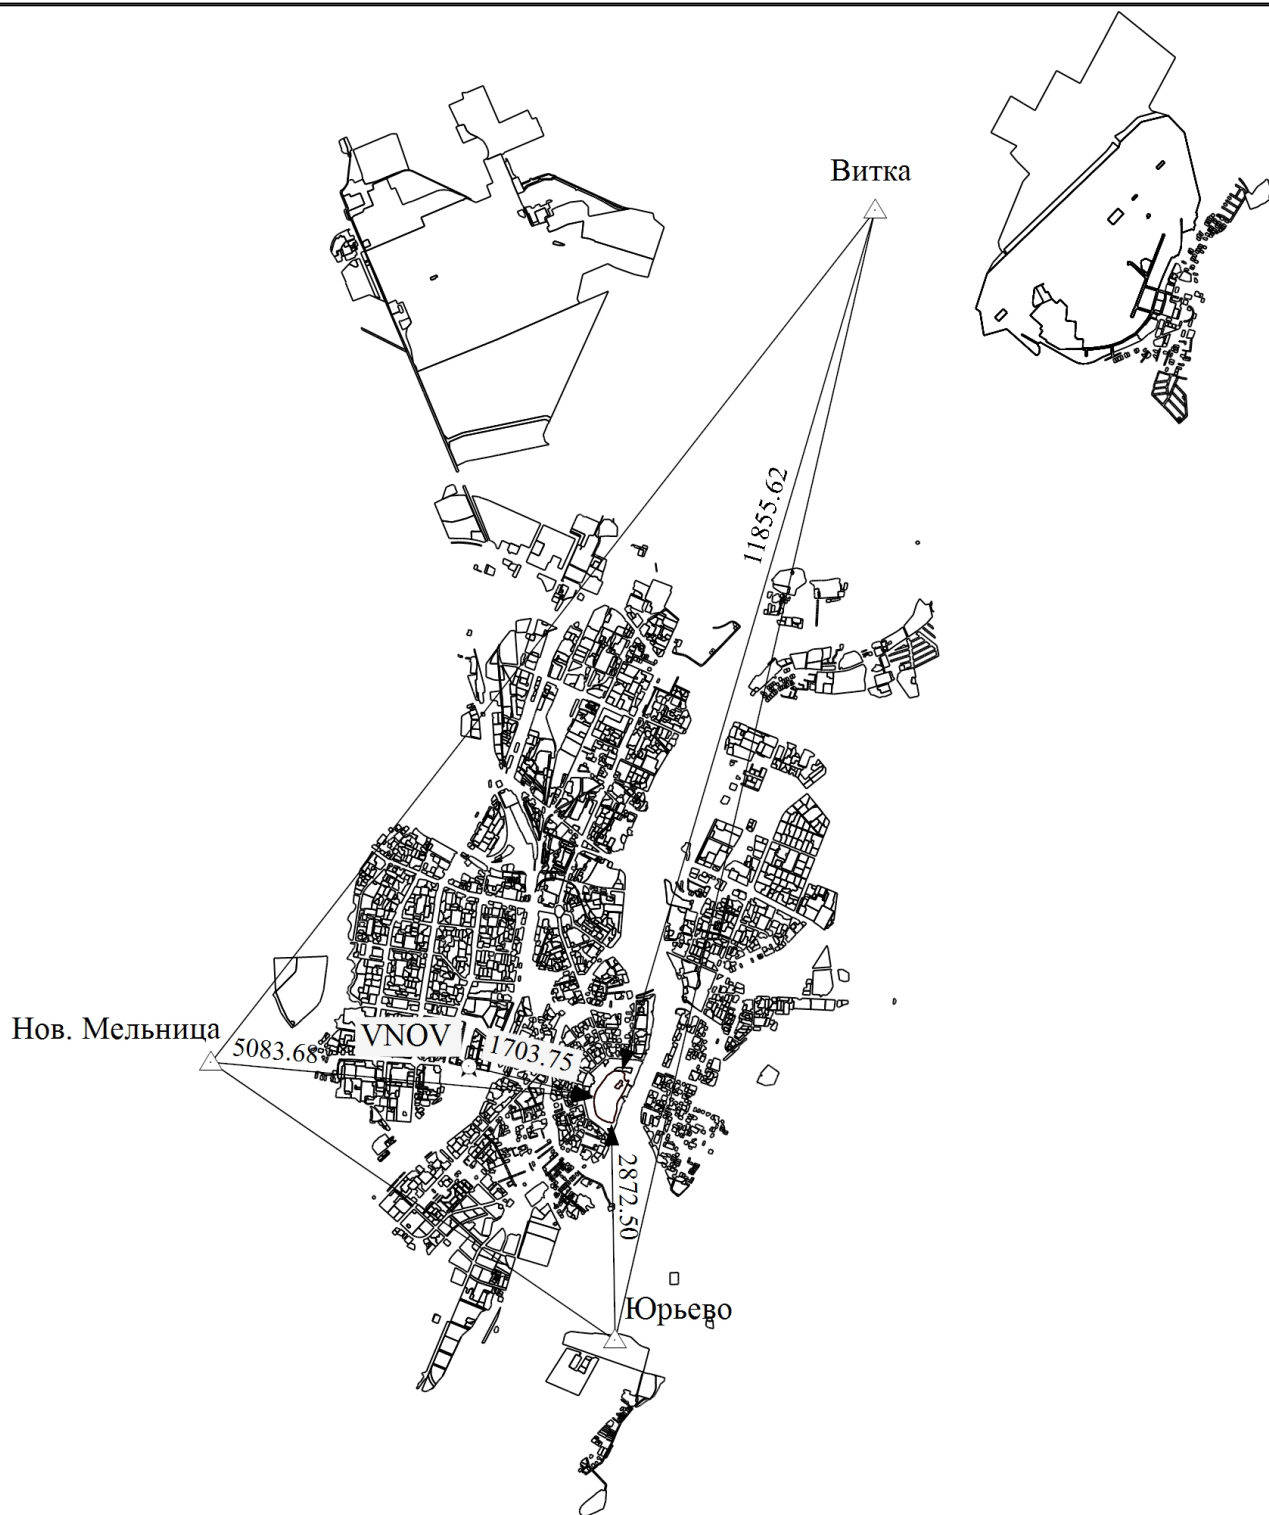 Витка
11855.62
Нов. Мельница
5083.68
VNOV
1703.75
2872.50
Юрьево